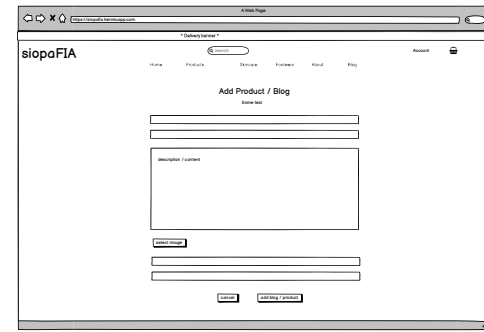 A Web Page
https://siopafia.herokuapp.com
* Delivery banner *
siopaFIA
search
Account
Home Products Skincare Footwear About Blog
Add Product / Blog
Some text
description / content
select image
cancel add blog / product